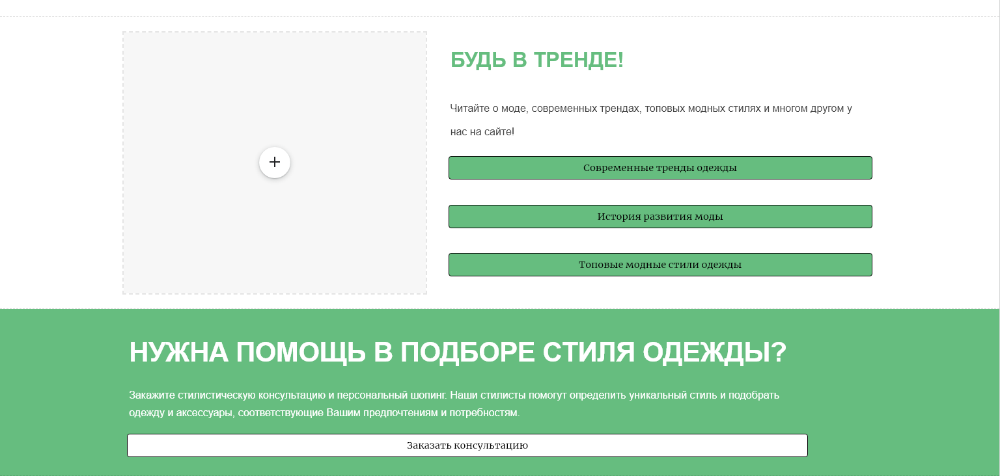 БУДЬ В ТРЕНДЕ!
Читайте о моде, современных трендах, топовых модных стилях и многом другом у
нас на сайте!
Современные тренды одежды
История развития моды
Топовые модные стили одежды
НУЖНА ПОМОЩЬ В ПОДБОРЕ СТИЛЯ ОДЕЖДЫ?
Закажите стилистическую консультацию и персональный шопинг. Наши стилисты помогут определить уникальный стиль и подобрать
одежду и аксессуары, соответствующие Вашим предпочтениям и потребностям.
Заказать консультацию